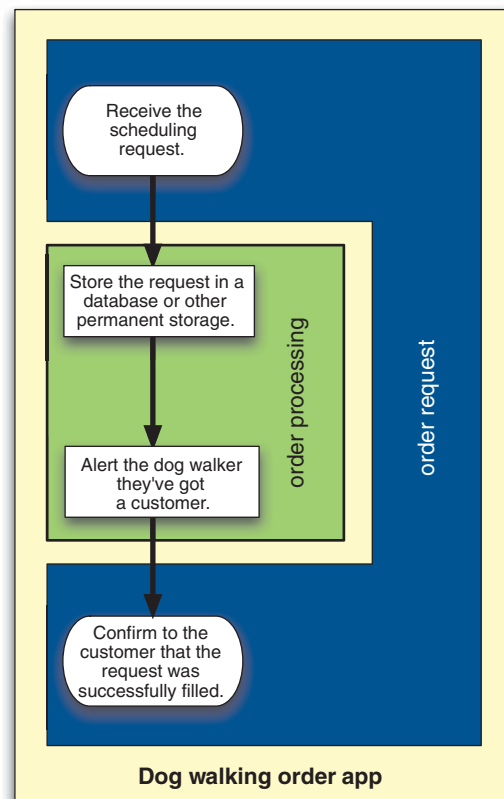 Receive the
scheduling
request.
Store the request in a
database or other
permanent storage.
order processing
order request
Alert the dog walker
they've got
a customer.
Confirm to the
customer that the
request was
successfully filled.
Dog walking order app